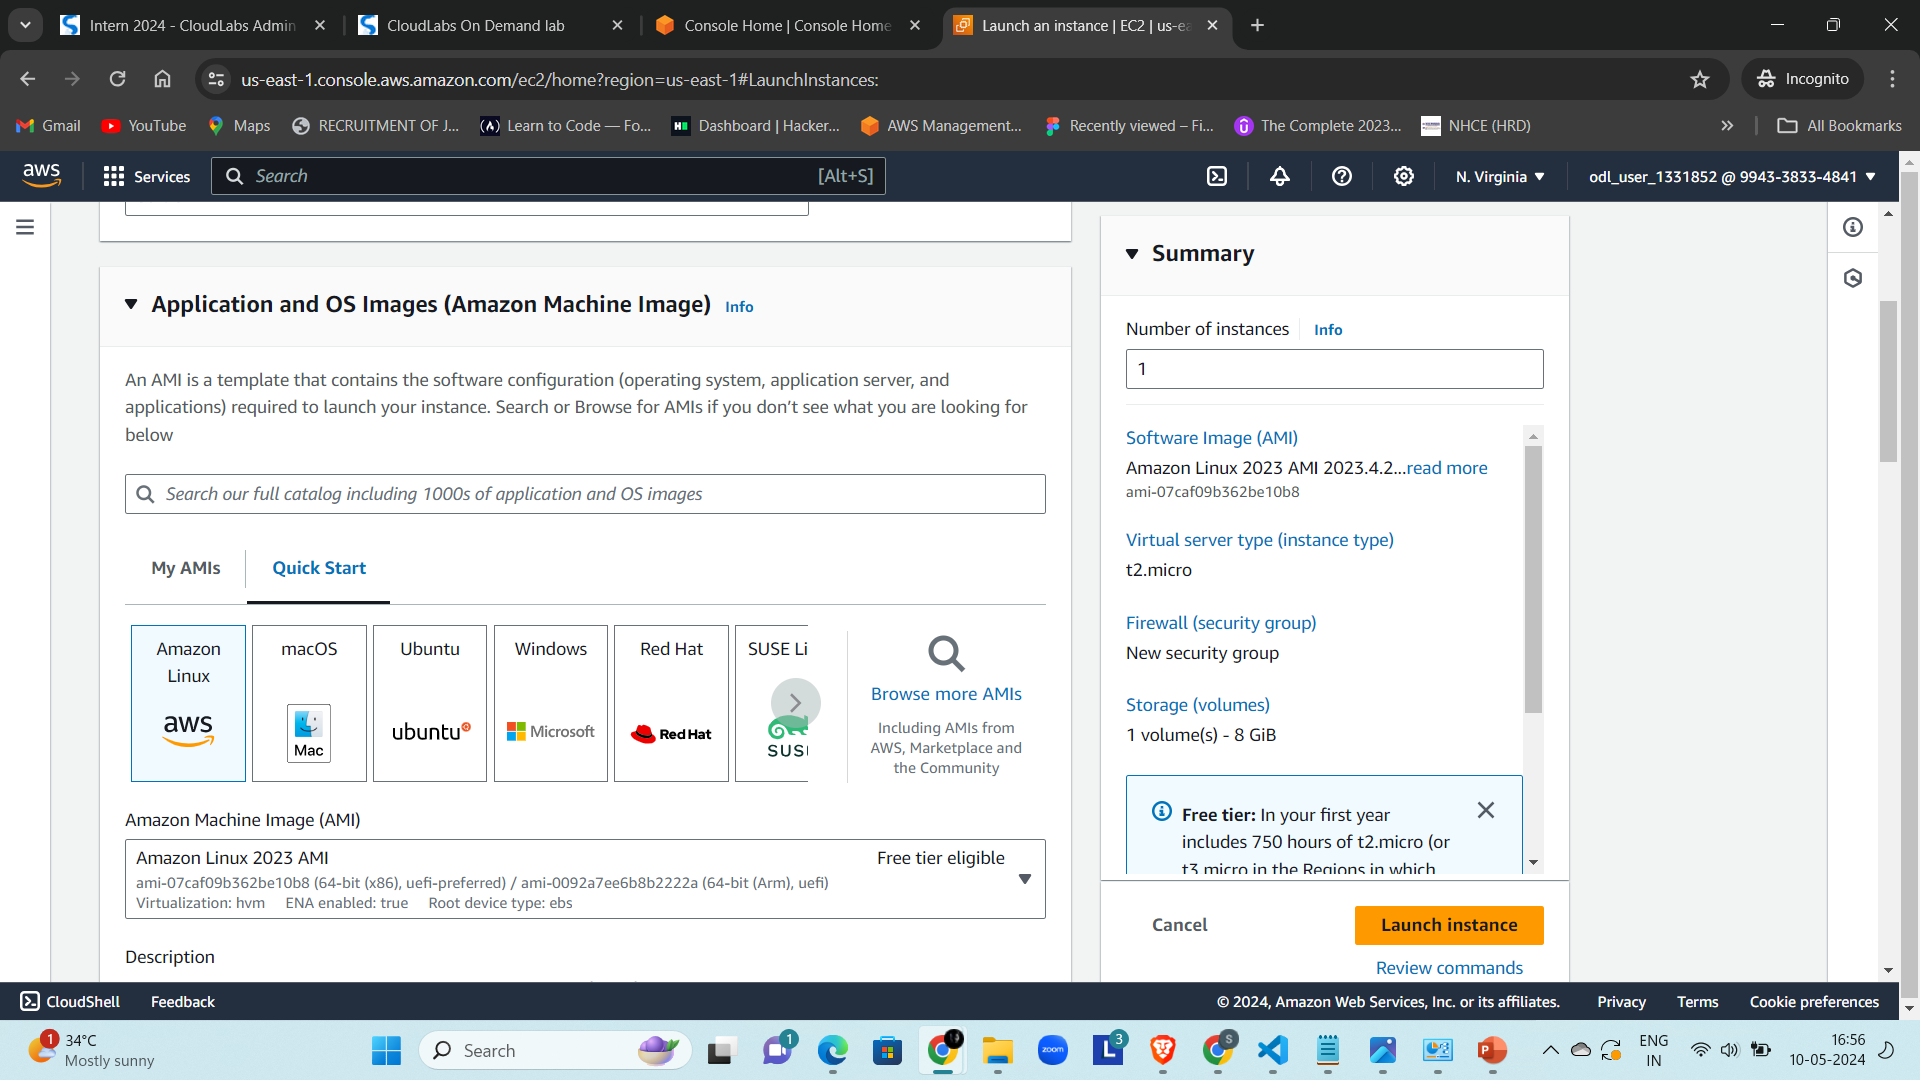 Intern 2024 - CloudLabs Admin
CloudLabs On Demand lab
Console Home | Console Home
Launch an instance | EC2 | us-ea
us-east-1.console.aws.amazon.com/ec2/home?region=us-east-1#LaunchInstances:
Incognito
Gmail
YouTube
Maps
RECRUITMENT OF J...
Learn to Code — Fo...
Dashboard | Hacker...
AWS Management...
Recently viewed – Fi...
The Complete 2023...
NHCE (HRD)
All Bookmarks
aws
Services
Search
[Alt+S]
N. Virginia
odl_user_1331852 @ 9943-3833-4841
Application and OS Images (Amazon Machine Image) Info
An AMI is a template that contains the software configuration (operating system, application server, and
applications) required to launch your instance. Search or Browse for AMIs if you don’t see what you are looking for
below
Search our full catalog including 1000s of application and OS images
My AMIs
Quick Start
Amazon
Linux
aws
macOS
Mac
Ubuntu
ubuntu
Windows
Microsoft
Red Hat
Red Hat
SUSE Li
SUS
Browse more AMIs
Including AMIs from
AWS, Marketplace and
the Community
Amazon Machine Image (AMI)
Amazon Linux 2023 AMI
Free tier eligible
ami-07caf09b362be10b8 (64-bit (x86), uefi-preferred) / ami-0092a7ee6b8b2222a (64-bit (Arm), uefi)
Virtualization: hvm ENA enabled: true Root device type: ebs
Description
Summary
Number of instances Info
1
Software Image (AMI)
Amazon Linux 2023 AMI 2023.4.2...read more
ami-07caf09b362be10b8
Virtual server type (instance type)
t2.micro
Firewall (security group)
New security group
Storage (volumes)
1 volume(s) - 8 GiB
Free tier: In your first year
includes 750 hours of t2.micro (or
t3.micro in the Regions in which
Cancel
Launch instance
Review commands
CloudShell
Feedback
© 2024, Amazon Web Services, Inc. or its affiliates.
Privacy
Terms
Cookie preferences
1
34°C
Mostly sunny
Search
1
zoom
L
3
S
P
ENG
IN
16:56
10-05-2024